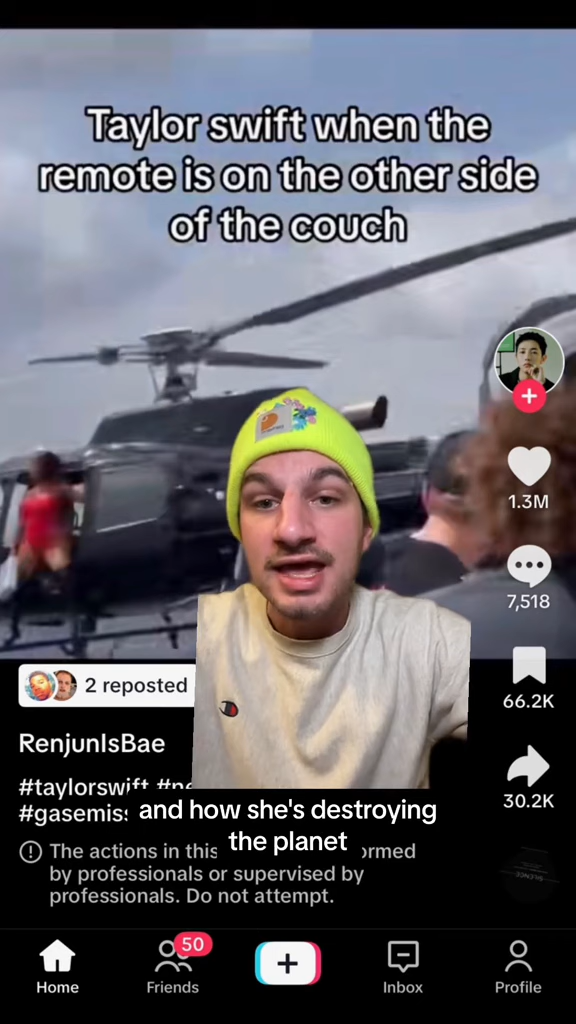 Taylor swift when the
remote is on the other side
of the couch
1.3M
7,518
66.2K
30.2K
2 reposted
RenjunIsBae
#taylorswift
and how she's destroying
the planet
The actions in this
by professionals or supervised by
professionals. Do not attempt.
50
Home
Friends
Inbox
Profile